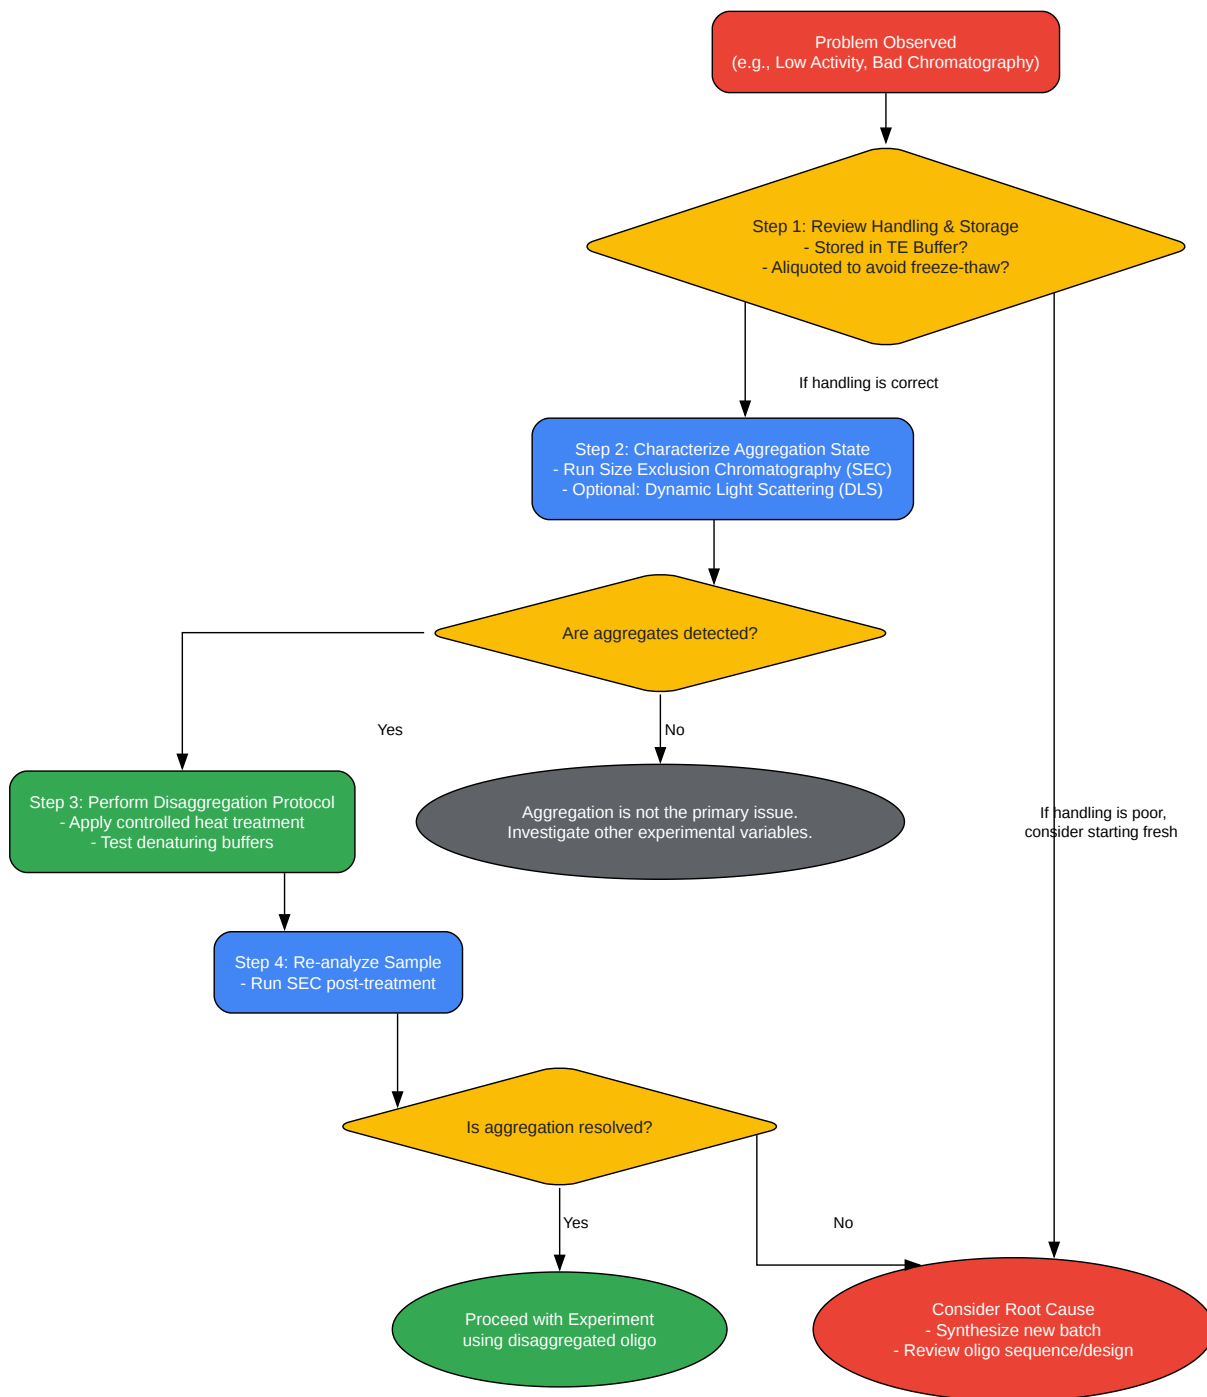 Problem Observed
(e.g., Low Activity, Bad Chromatography)
Step 1: Review Handling & Storage
- Stored in TE Buffer?
- Aliquoted to avoid freeze-thaw?
If handling is correct
Step 2: Characterize Aggregation State
- Run Size Exclusion Chromatography (SEC)
- Optional: Dynamic Light Scattering (DLS)
Are aggregates detected?
Yes
No
Step 3: Perform Disaggregation Protocol
- Apply controlled heat treatment
- Test denaturing buffers
Aggregation is not the primary issue.
Investigate other experimental variables.
If handling is poor,
consider starting fresh
Step 4: Re-analyze Sample
- Run SEC post-treatment
Is aggregation resolved?
Yes
No
Proceed with Experiment
using disaggregated oligo
Consider Root Cause
- Synthesize new batch
- Review oligo sequence/design